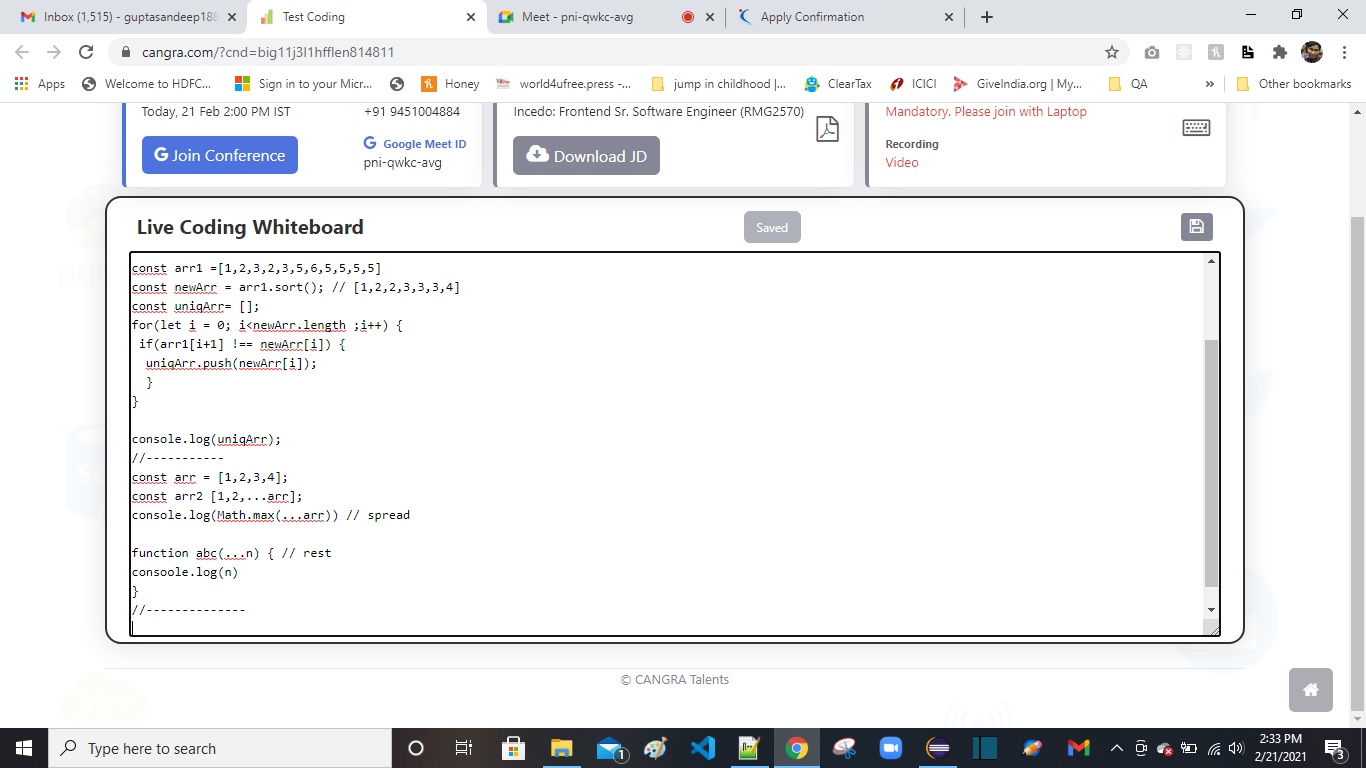 Inbox (1,515) - guptasandeep188
Test Coding
Meet - pni-qwkc-avg
Apply Confirmation
cangra.com/?cnd=big11j3l1hfflen814811
Apps
Welcome to HDFC...
Sign in to your Micr...
Honey
world4ufree.press -...
jump in childhood |...
ClearTax
ICICI
GiveIndia.org | My...
QA
»
Other bookmarks
Today, 21 Feb 2:00 PM IST
+91 9451004884
Incedo: Frontend Sr. Software Engineer (RMG2570)
Mandatory. Please join with Laptop
Join Conference
Google Meet ID
pni-qwkc-avg
Download JD
Recording
Video
Live Coding Whiteboard
Saved
const arr1 =[1,2,3,2,3,5,6,5,5,5,5]
const newArr = arr1.sort(); // [1,2,2,3,3,3,4]
const uniqArr= [];
for(let i = 0; i<newArr.length ;i++) {
if(arr1[i+1] !== newArr[i]) {
uniqArr.push(newArr[i]);
}
}
console.log(uniqArr);
//-----------
const arr = [1,2,3,4];
const arr2 [1,2,...arr];
console.log(Math.max(...arr)) // spread
function abc(...n) { // rest
consoole.log(n)
}
//--------------
© CANGRA Talents
AWS
Type here to search
1
2:33 PM
2/21/2021
3